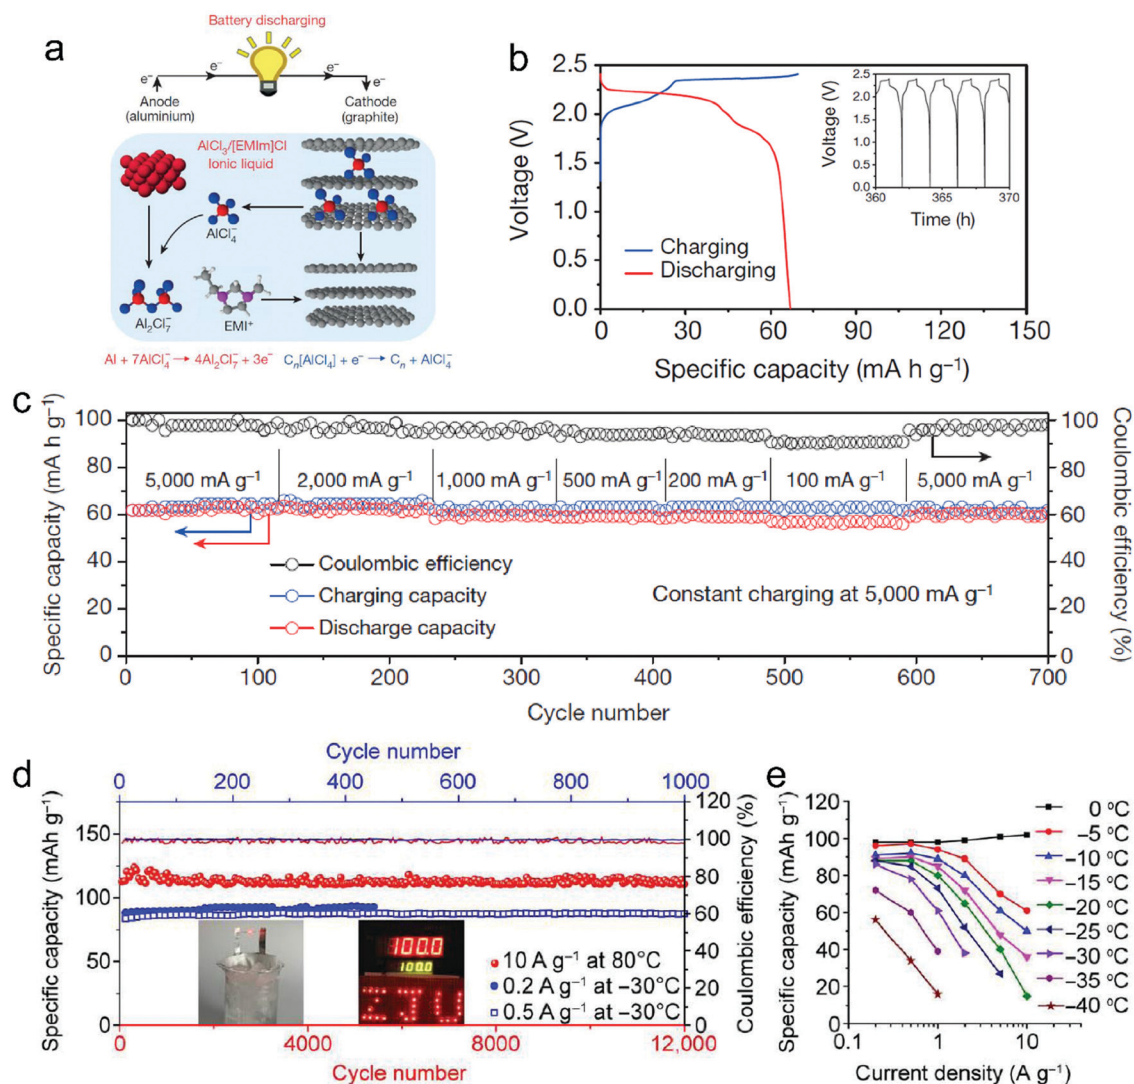 a
Battery discharging
e⁻
e⁻
e⁻
e⁻
Anode
(aluminium)
Cathode
(graphite)
AlCl₃/[EMIm]Cl
Ionic liquid
AlCl₄⁻
Al₂Cl₇⁻
EMI⁺
Al + 7AlCl₄⁻ → 4Al₂Cl₇⁻ + 3e⁻
Cₙ[AlCl₄] + e⁻ → Cₙ + AlCl₄⁻
b
Voltage (V)
2.5
2.0
1.5
1.0
0.5
0.0
Charging
Discharging
0
30
60
90
120
150
Specific capacity (mA h g⁻¹)
Voltage (V)
2.5
2.0
1.5
1.0
0.5
0.0
360
365
370
Time (h)
c
Specific capacity (mA h g⁻¹)
100
80
60
40
20
0
5,000 mA g⁻¹
2,000 mA g⁻¹
1,000 mA g⁻¹
500 mA g⁻¹
200 mA g⁻¹
100 mA g⁻¹
5,000 mA g⁻¹
Coulombic efficiency
Charging capacity
Discharge capacity
Constant charging at 5,000 mA g⁻¹
100
80
60
40
20
0
Coulombic efficiency (%)
0
100
200
300
400
500
600
700
Cycle number
d
Cycle number
0
200
400
600
800
1000
Specific capacity (mAh g⁻¹)
150
100
50
0
120
100
80
60
40
20
0
Coulombic efficiency (%)
100.0
100.0
10 A g⁻¹ at 80°C
0.2 A g⁻¹ at −30°C
0.5 A g⁻¹ at −30°C
0
4000
8000
12,000
Cycle number
e
Specific capacity (mAh g⁻¹)
120
100
80
60
40
20
0
0.1
1
10
Current density (A g⁻¹)
0 °C
−5 °C
−10 °C
−15 °C
−20 °C
−25 °C
−30 °C
−35 °C
−40 °C